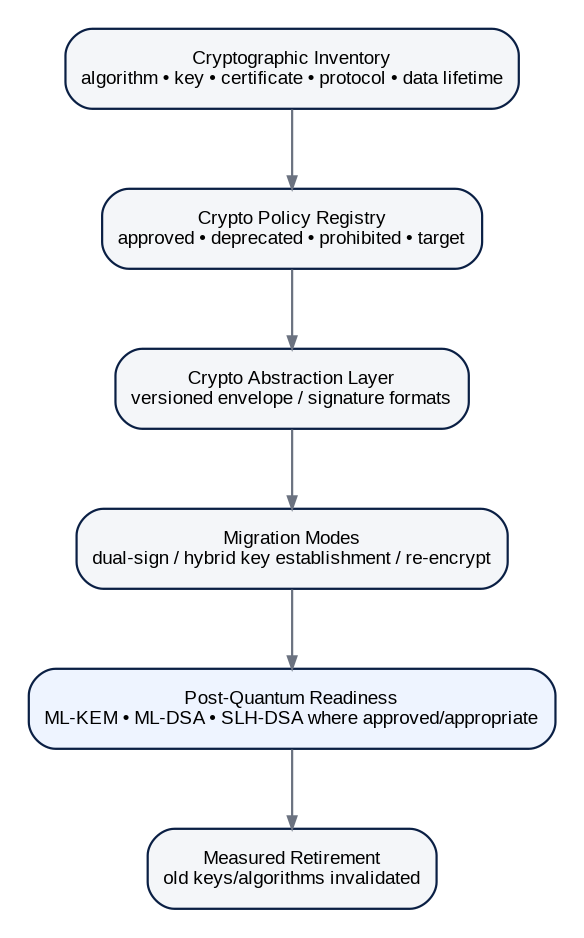 Cryptographic Inventory
algorithm • key • certificate • protocol • data lifetime
Crypto Policy Registry
approved • deprecated • prohibited • target
Crypto Abstraction Layer
versioned envelope / signature formats
Migration Modes
dual-sign / hybrid key establishment / re-encrypt
Post-Quantum Readiness
ML-KEM • ML-DSA • SLH-DSA where approved/appropriate
Measured Retirement
old keys/algorithms invalidated